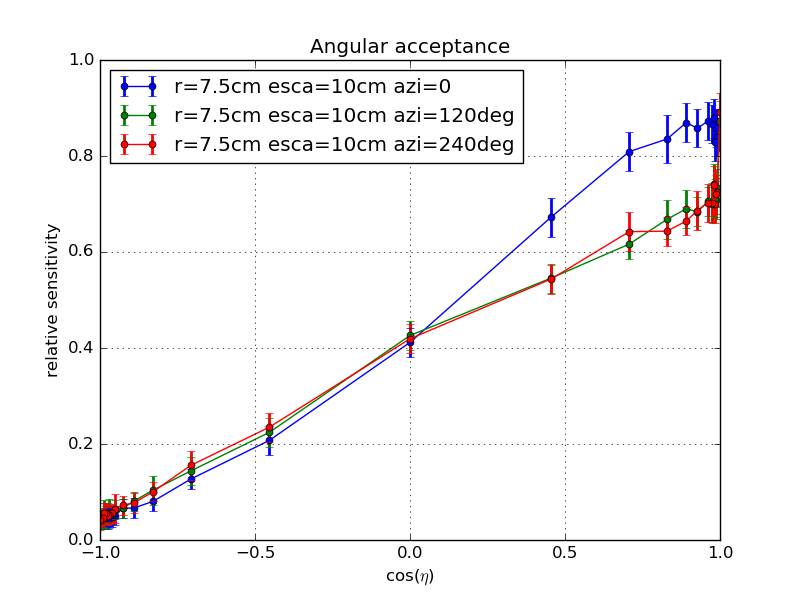 Angular acceptance
r=7.5cm esca=10cm azi=0
r=7.5cm esca=10cm azi=120deg
r=7.5cm esca=10cm azi=240deg
1.0
0.8
0.6
0.4
0.2
0.0
relative sensitivity
−1.0 −0.5 0.0 0.5 1.0
cos(η)